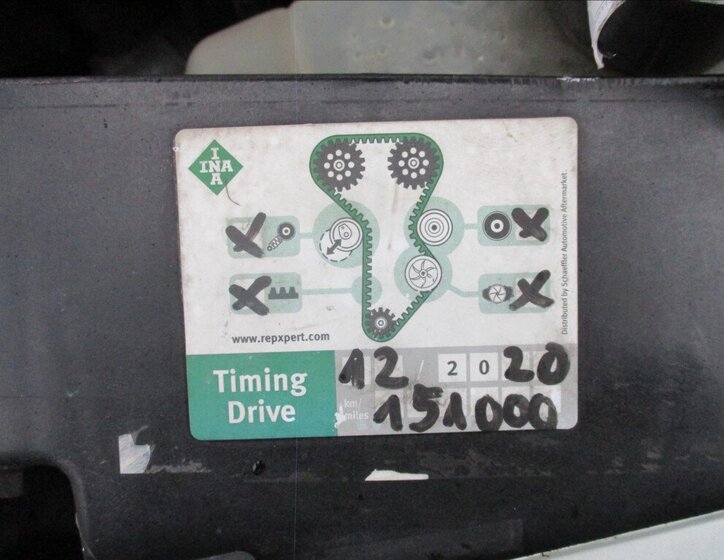 I
INA
A
X
X
X
X
www.repxpert.com
Distributed by Schaeffler Automotive Aftermarket.
Timing
Drive
12 / 2020
km/
miles
151000